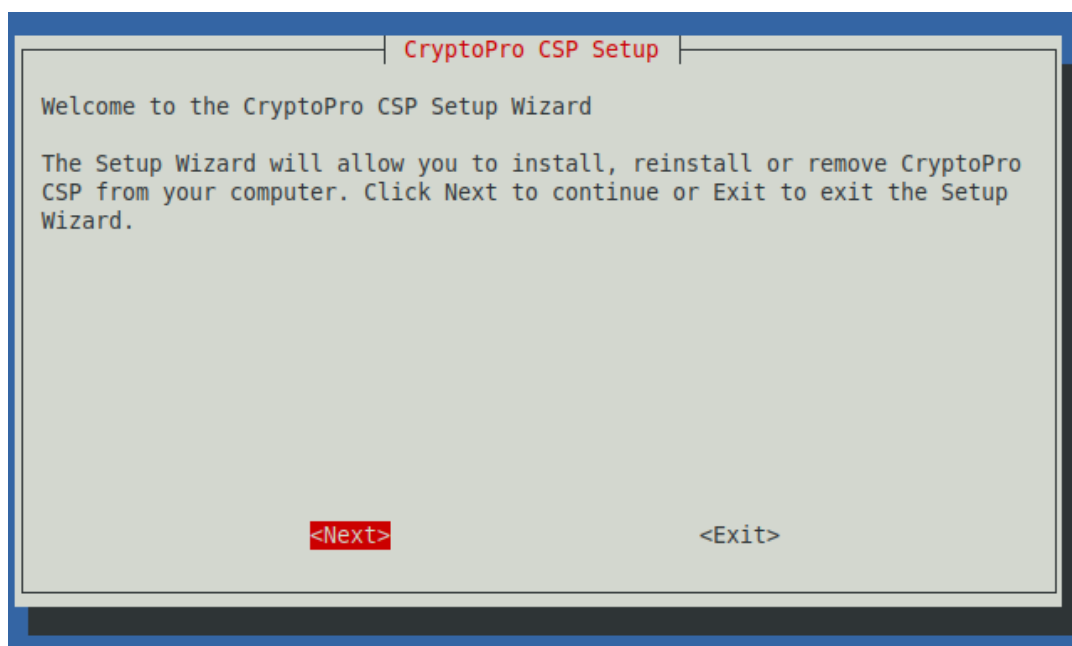 CryptoPro CSP Setup
Welcome to the CryptoPro CSP Setup Wizard
The Setup Wizard will allow you to install, reinstall or remove CryptoPro
CSP from your computer. Click Next to continue or Exit to exit the Setup
Wizard.
<Next> <Exit>